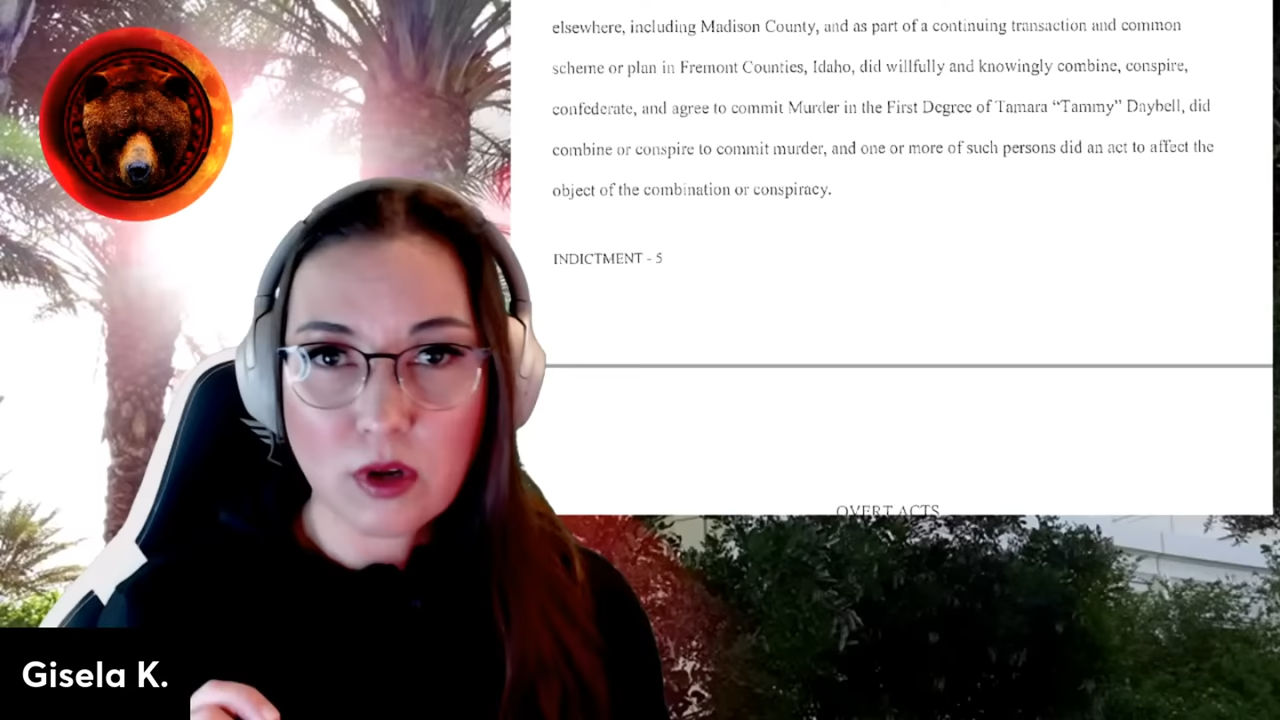 elsewhere, including Madison County, and as part of a continuing transaction and common
scheme or plan in Fremont Counties, Idaho, did willfully and knowingly combine, conspire,
confederate, and agree to commit Murder in the First Degree of Tamara “Tammy” Daybell, did
combine or conspire to commit murder, and one or more of such persons did an act to affect the
object of the combination or conspiracy.
INDICTMENT - 5
OVERT ACTS
Gisela K.